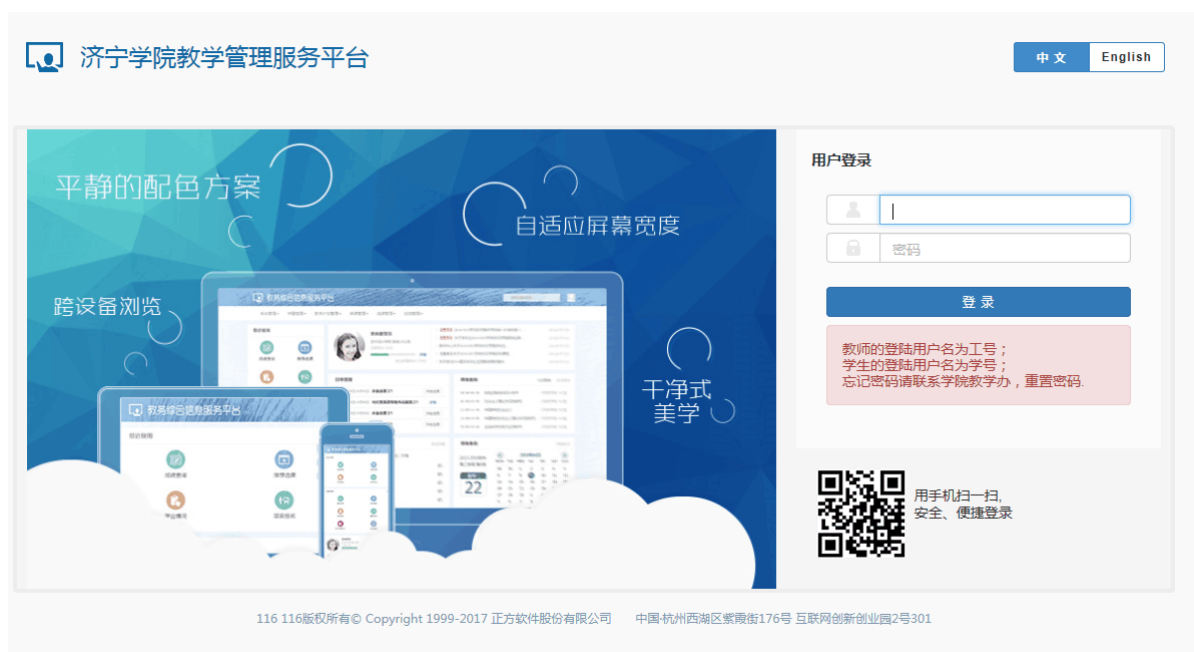 济宁学院教学管理服务平台
中文 English
平静的配色方案
自适应屏幕宽度
跨设备浏览
干净式
美学
教务综合信息服务平台
教务综合信息服务平台
22
用户登录
密码
登录
教师的登陆用户名为工号；
学生的登陆用户名为学号；
忘记密码请联系学院教学办，重置密码.
用手机扫一扫,
安全、便捷登录
116 116版权所有© Copyright 1999-2017 正方软件股份有限公司 中国·杭州西湖区紫霞街176号 互联网创新创业园2号301